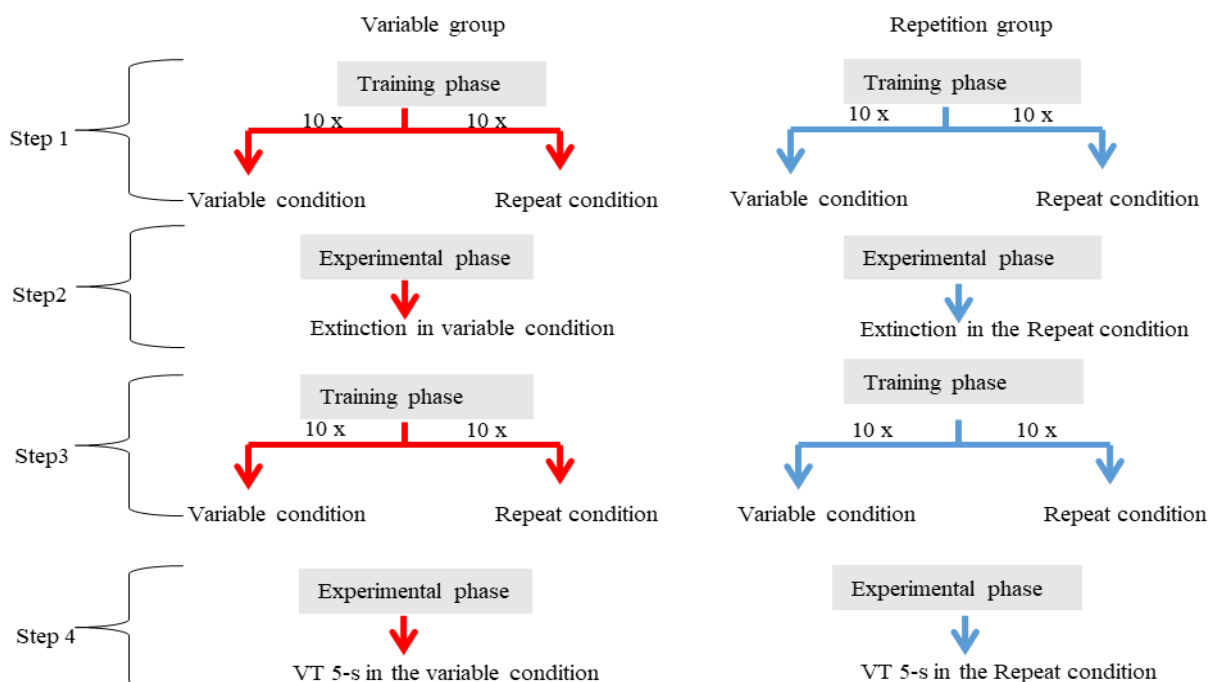 Variable group
Repetition group
Training phase
Training phase
10 x
10 x
10 x
10 x
Step 1
Variable condition
Repeat condition
Variable condition
Repeat condition
Experimental phase
Experimental phase
Step2
Extinction in variable condition
Extinction in the Repeat condition
Training phase
Training phase
10 x
10 x
10 x
10 x
Step3
Variable condition
Repeat condition
Variable condition
Repeat condition
Experimental phase
Experimental phase
Step 4
VT 5-s in the variable condition
VT 5-s in the Repeat condition